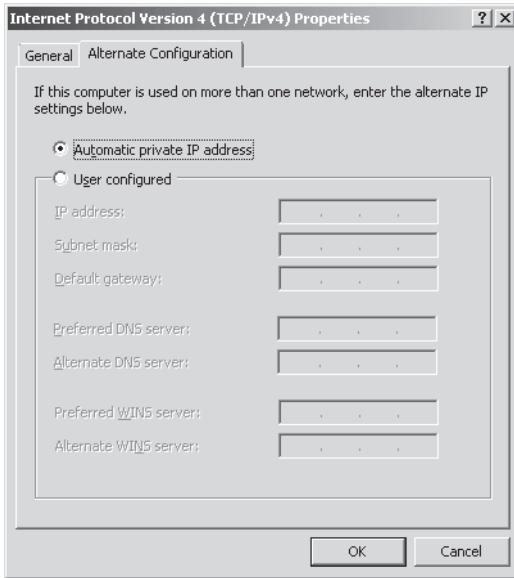 Internet Protocol Version 4 (TCP/IPv4) Properties
General
Alternate Configuration
If this computer is used on more than one network, enter the alternate IP
settings below.
Automatic private IP address
User configured
IP address:
Subnet mask:
Default gateway:
Preferred DNS server:
Alternate DNS server:
Preferred WINS server:
Alternate WINS server:
OK
Cancel